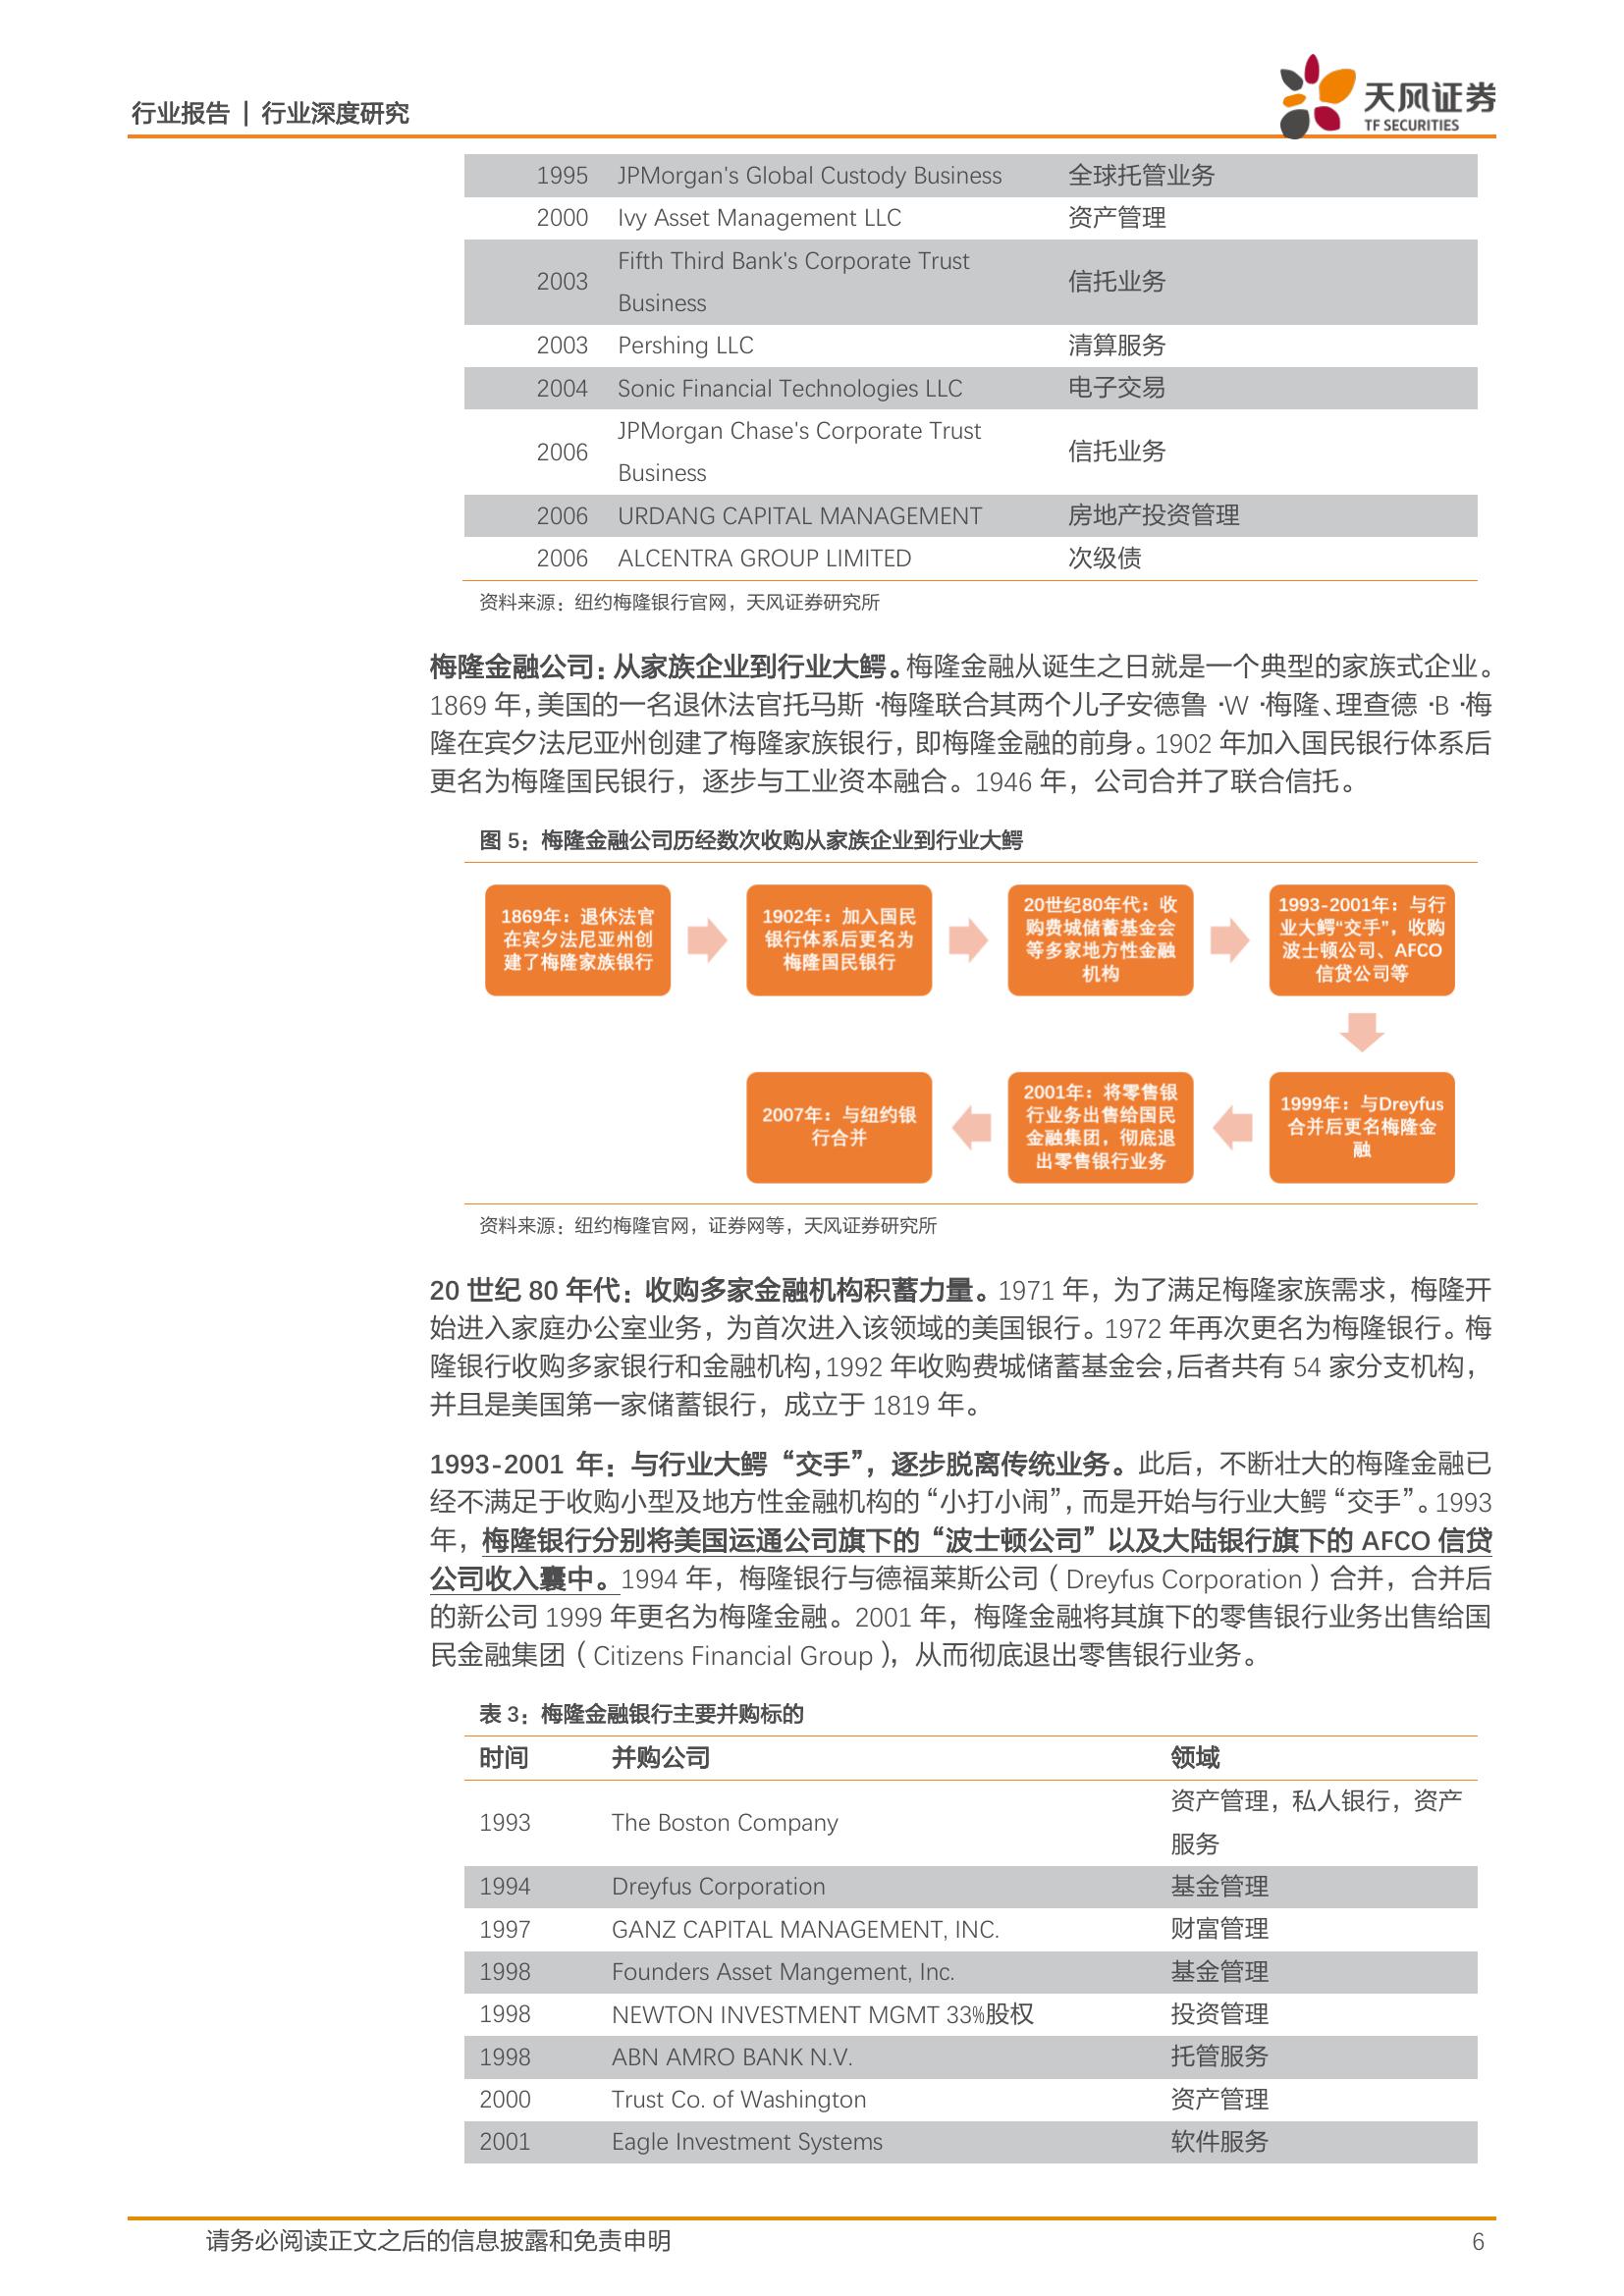 行业报告 | 行业深度研究
天风证券
TF SECURITIES
1995 JPMorgan's Global Custody Business 全球托管业务
2000 Ivy Asset Management LLC 资产管理
2003 Fifth Third Bank's Corporate Trust
Business 信托业务
2003 Pershing LLC 清算服务
2004 Sonic Financial Technologies LLC 电子交易
2006 JPMorgan Chase's Corporate Trust
Business 信托业务
2006 URDANG CAPITAL MANAGEMENT 房地产投资管理
2006 ALCENTRA GROUP LIMITED 次级债
资料来源：纽约梅隆银行官网，天风证券研究所
梅隆金融公司：从家族企业到行业大鳄。梅隆金融从诞生之日就是一个典型的家族式企业。
1869 年，美国的一名退休法官托马斯 ·梅隆联合其两个儿子安德鲁 ·W ·梅隆、理查德 ·B ·梅
隆在宾夕法尼亚州创建了梅隆家族银行，即梅隆金融的前身。1902 年加入国民银行体系后
更名为梅隆国民银行，逐步与工业资本融合。1946 年，公司合并了联合信托。
图 5：梅隆金融公司历经数次收购从家族企业到行业大鳄
1869年：退休法官
在宾夕法尼亚州创
建了梅隆家族银行
1902年：加入国民
银行体系后更名为
梅隆国民银行
20世纪80年代：收
购费城储蓄基金会
等多家地方性金融
机构
1993-2001年：与行
业大鳄“交手”，收购
波士顿公司、AFCO
信贷公司等
1999年：与Dreyfus
合并后更名梅隆金
融
2001年：将零售银
行业务出售给国民
金融集团，彻底退
出零售银行业务
2007年：与纽约银
行合并
资料来源：纽约梅隆官网，证券网等，天风证券研究所
20 世纪 80 年代：收购多家金融机构积蓄力量。1971 年，为了满足梅隆家族需求，梅隆开
始进入家庭办公室业务，为首次进入该领域的美国银行。1972 年再次更名为梅隆银行。梅
隆银行收购多家银行和金融机构，1992 年收购费城储蓄基金会，后者共有 54 家分支机构，
并且是美国第一家储蓄银行，成立于 1819 年。
1993-2001 年：与行业大鳄“交手”，逐步脱离传统业务。此后，不断壮大的梅隆金融已
经不满足于收购小型及地方性金融机构的“小打小闹”，而是开始与行业大鳄“交手”。1993
年，梅隆银行分别将美国运通公司旗下的“波士顿公司”以及大陆银行旗下的 AFCO 信贷
公司收入囊中。1994 年，梅隆银行与德福莱斯公司（Dreyfus Corporation）合并，合并后
的新公司 1999 年更名为梅隆金融。2001 年，梅隆金融将其旗下的零售银行业务出售给国
民金融集团（Citizens Financial Group），从而彻底退出零售银行业务。
表 3：梅隆金融银行主要并购标的
时间 并购公司 领域
1993 The Boston Company 资产管理，私人银行，资产
服务
1994 Dreyfus Corporation 基金管理
1997 GANZ CAPITAL MANAGEMENT, INC. 财富管理
1998 Founders Asset Mangement, Inc. 基金管理
1998 NEWTON INVESTMENT MGMT 33%股权 投资管理
1998 ABN AMRO BANK N.V. 托管服务
2000 Trust Co. of Washington 资产管理
2001 Eagle Investment Systems 软件服务
请务必阅读正文之后的信息披露和免责申明 6